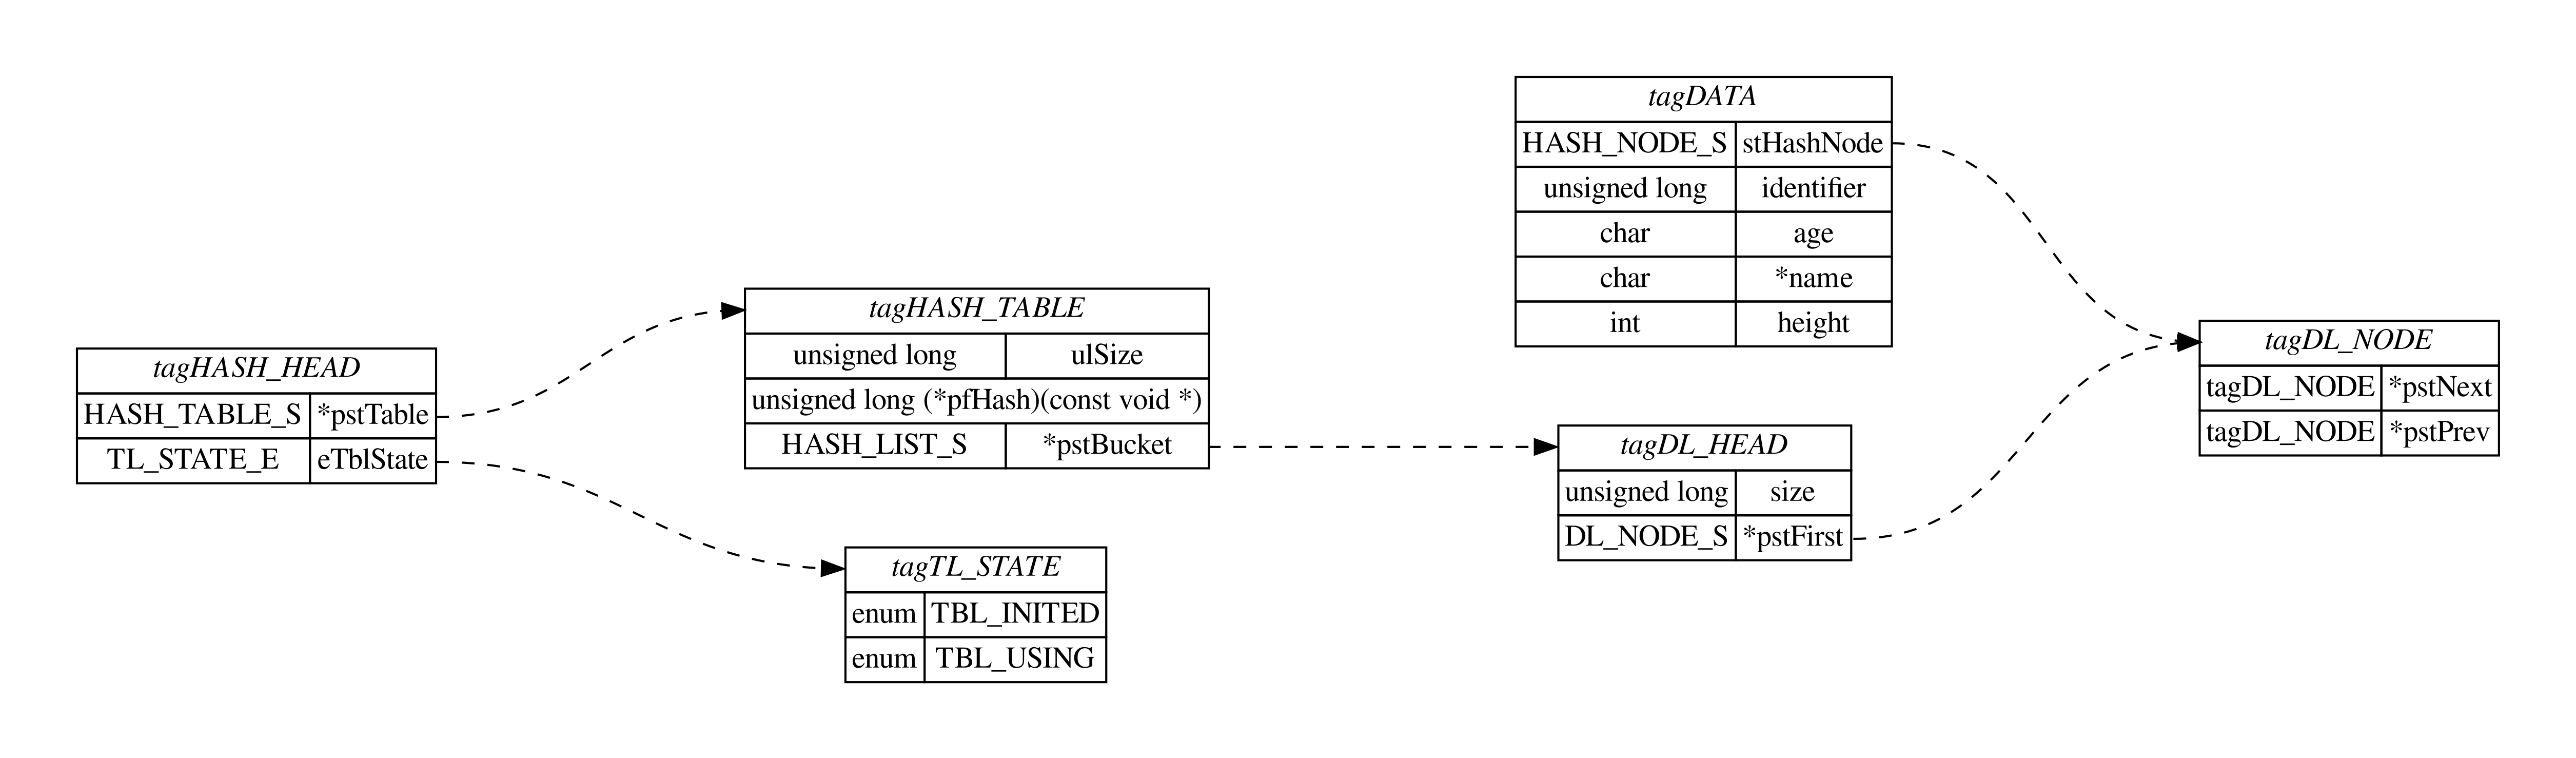 tagHASH_HEAD
HASH_TABLE_S *pstTable
TL_STATE_E eTblState
tagHASH_TABLE
unsigned long ulSize
unsigned long (*pfHash)(const void *)
HASH_LIST_S *pstBucket
tagTL_STATE
enum TBL_INITED
enum TBL_USING
tagDATA
HASH_NODE_S stHashNode
unsigned long identifier
char age
char *name
int height
tagDL_HEAD
unsigned long size
DL_NODE_S *pstFirst
tagDL_NODE
tagDL_NODE *pstNext
tagDL_NODE *pstPrev